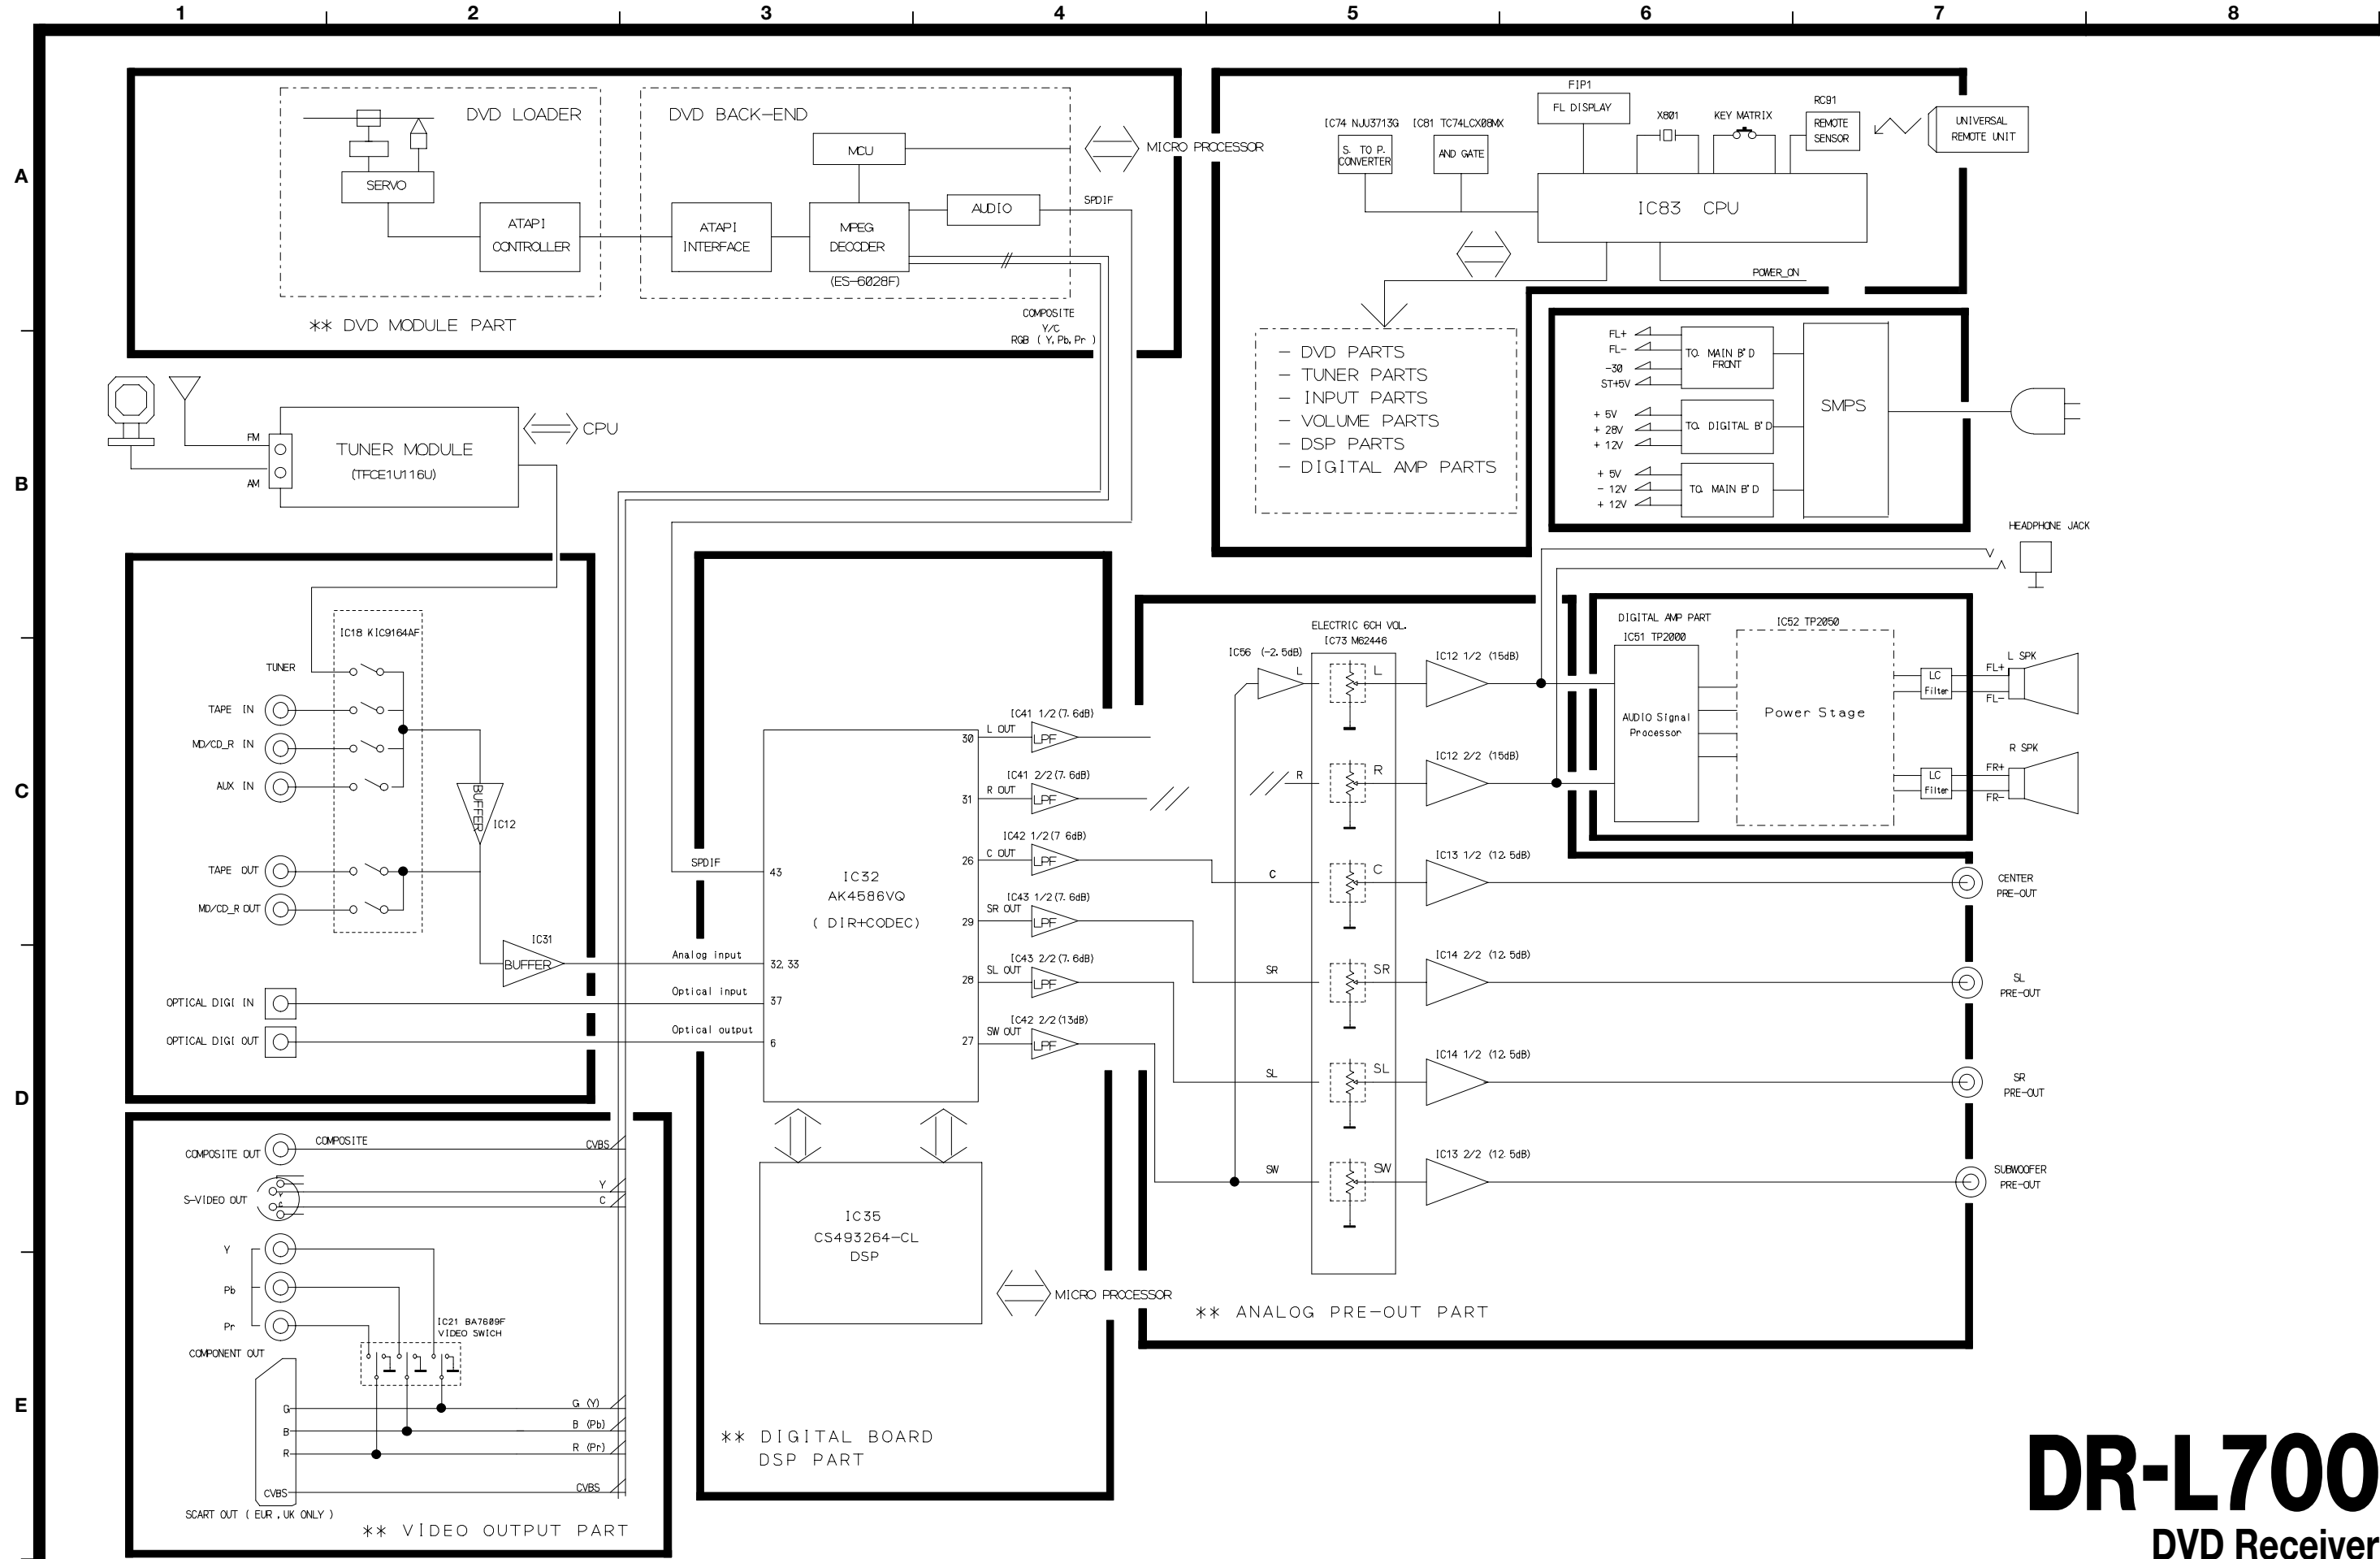 1 2 3 4 5 6 7 8
A
B
C
D
E
DVD LOADER
SERVO
ATAPI
CONTROLLER
DVD BACK-END
MCU
ATAPI
INTERFACE
MPEG
DECODER
(ES-6028F)
AUDIO
SPDIF
MICRO PROCESSOR
COMPOSITE
Y/C
RGB ( Y, Pb, Pr )
** DVD MODULE PART
IC74 NJU3713G
S. TO P.
CONVERTER
IC81 TC74LCX08MX
AND GATE
FIP1
FL DISPLAY
X801
KEY MATRIX
RC91
REMOTE
SENSOR
UNIVERSAL
REMOTE UNIT
IC83 CPU
POWER_ON
- DVD PARTS
- TUNER PARTS
- INPUT PARTS
- VOLUME PARTS
- DSP PARTS
- DIGITAL AMP PARTS
FL+
FL-
-30
ST+5V
TO. MAIN B'D
FRONT
+ 5V
+ 28V
+ 12V
TO. DIGITAL B'D
+ 5V
- 12V
+ 12V
TO. MAIN B'D
SMPS
HEADPHONE JACK
FM
AM
TUNER MODULE
(TFCE1U116U)
CPU
IC18 KIC9164AF
TUNER
TAPE IN
MD/CD_R IN
AUX IN
TAPE OUT
MD/CD_R OUT
BUFFER
IC12
IC31
BUFFER
OPTICAL DIGI IN
OPTICAL DIGI OUT
SPDIF
Analog input
Optical input
Optical output
43
32, 33
37
6
IC32
AK4586VQ
( DIR+CODEC)
30
31
26
29
28
27
L OUT
IC41 1/2(7.6dB)
LPF
R OUT
IC41 2/2(7.6dB)
LPF
C OUT
IC42 1/2(7 6dB)
LPF
SR OUT
IC43 1/2(7.6dB)
LPF
SL OUT
IC43 2/2(7.6dB)
LPF
SW OUT
IC42 2/2(13dB)
LPF
IC35
CS493264-CL
DSP
MICRO PROCESSOR
** DIGITAL BOARD
DSP PART
ELECTRIC 6CH VOL.
IC73 M62446
IC56 (-2.5dB)
L
L
IC12 1/2 (15dB)
R
R
IC12 2/2 (15dB)
C
C
IC13 1/2 (12.5dB)
SR
SR
IC14 2/2 (12.5dB)
SL
SL
IC14 1/2 (12.5dB)
SW
SW
IC13 2/2 (12.5dB)
** ANALOG PRE-OUT PART
DIGITAL AMP PART
IC51 TP2000
AUDIO Signal
Processor
IC52 TP2050
Power Stage
LC
Filter
FL+
FL-
L SPK
LC
Filter
FR+
FR-
R SPK
CENTER
PRE-OUT
SL
PRE-OUT
SR
PRE-OUT
SUBWOOFER
PRE-OUT
COMPOSITE OUT
COMPOSITE
CVBS
S-VIDEO OUT
Y
C
Y
C
Y
Pb
Pr
COMPONENT OUT
IC21 BA7609F
VIDEO SWICH
G
B
R
CVBS
G (Y)
B (Pb)
R (Pr)
CVBS
SCART OUT ( EUR , UK ONLY )
** VIDEO OUTPUT PART
DR-L700
DVD Receiver